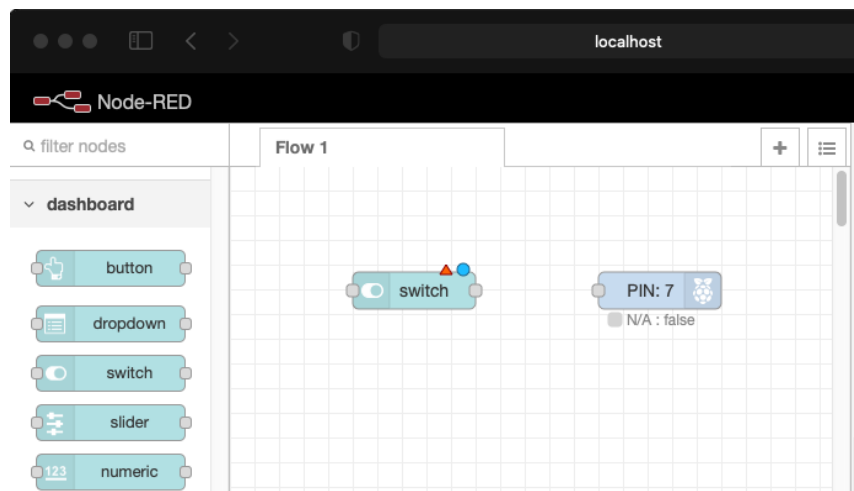 localhost
Node-RED
filter nodes
Flow 1
dashboard
button
switch
PIN: 7
dropdown
N/A : false
switch
slider
123 numeric